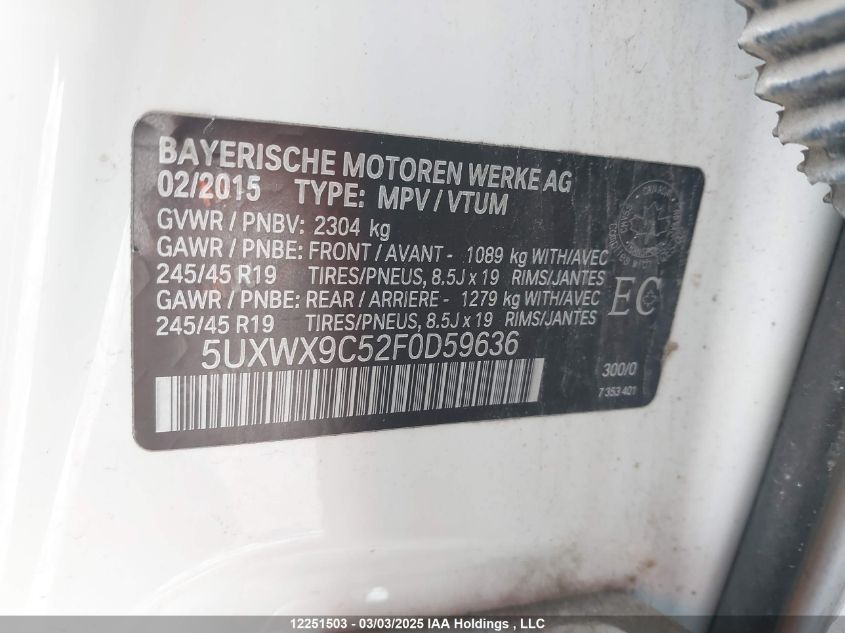 BAYERISCHE MOTOREN WERKE AG
02/2015 TYPE: MPV / VTUM
GVWR / PNBV: 2304 kg
GAWR / PNBE: FRONT / AVANT - 1089 kg WITH/AVEC
245/45 R19 TIRES/PNEUS, 8.5J x 19 RIMS/JANTES
GAWR / PNBE: REAR / ARRIERE - 1279 kg WITH/AVEC
245/45 R19 TIRES/PNEUS, 8.5J x 19 RIMS/JANTES
CANADA
EC
5UXWX9C52F0D59636
300/0
7 353 401
12251503 - 03/03/2025 IAA Holdings , LLC